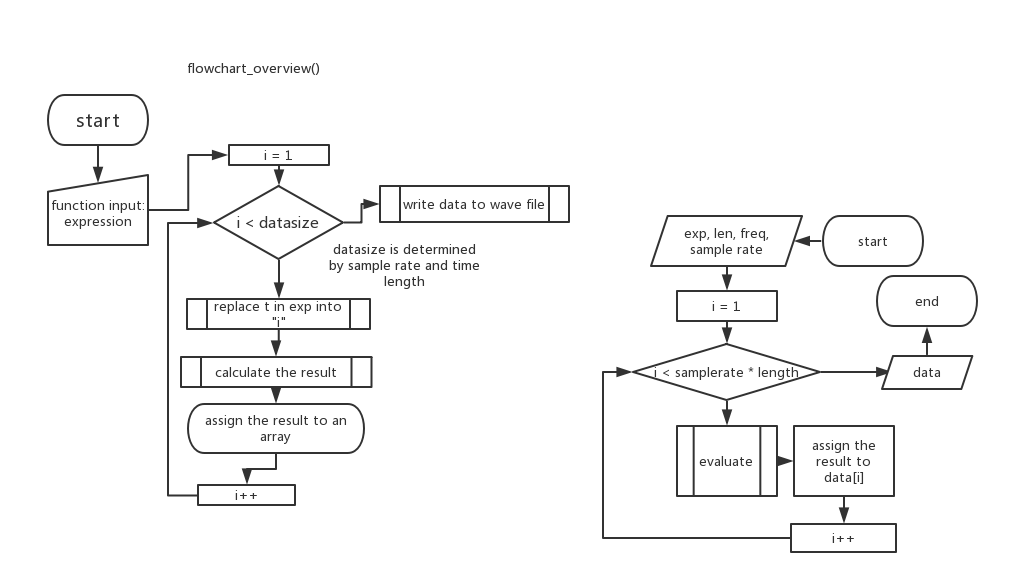 flowchart_overview()
start
function input:
expression
i = 1
i < datasize
write data to wave file
datasize is determined
by sample rate and time
length
replace t in exp into
"i"
calculate the result
assign the result to an
array
i++
start
exp, len, freq,
sample rate
i = 1
i < samplerate * length
data
end
evaluate
assign the
result to
data[i]
i++